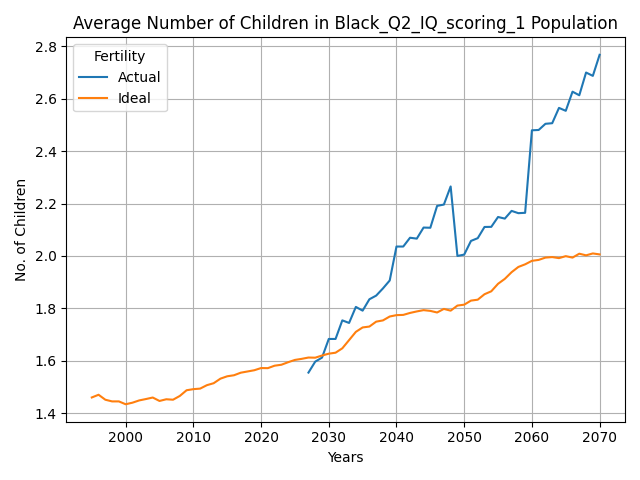 Average Number of Children in Black_Q2_IQ_scoring_1 Population
Fertility
Actual
Ideal
No. of Children
2.8
2.6
2.4
2.2
2.0
1.8
1.6
1.4
2000 2010 2020 2030 2040 2050 2060 2070
Years